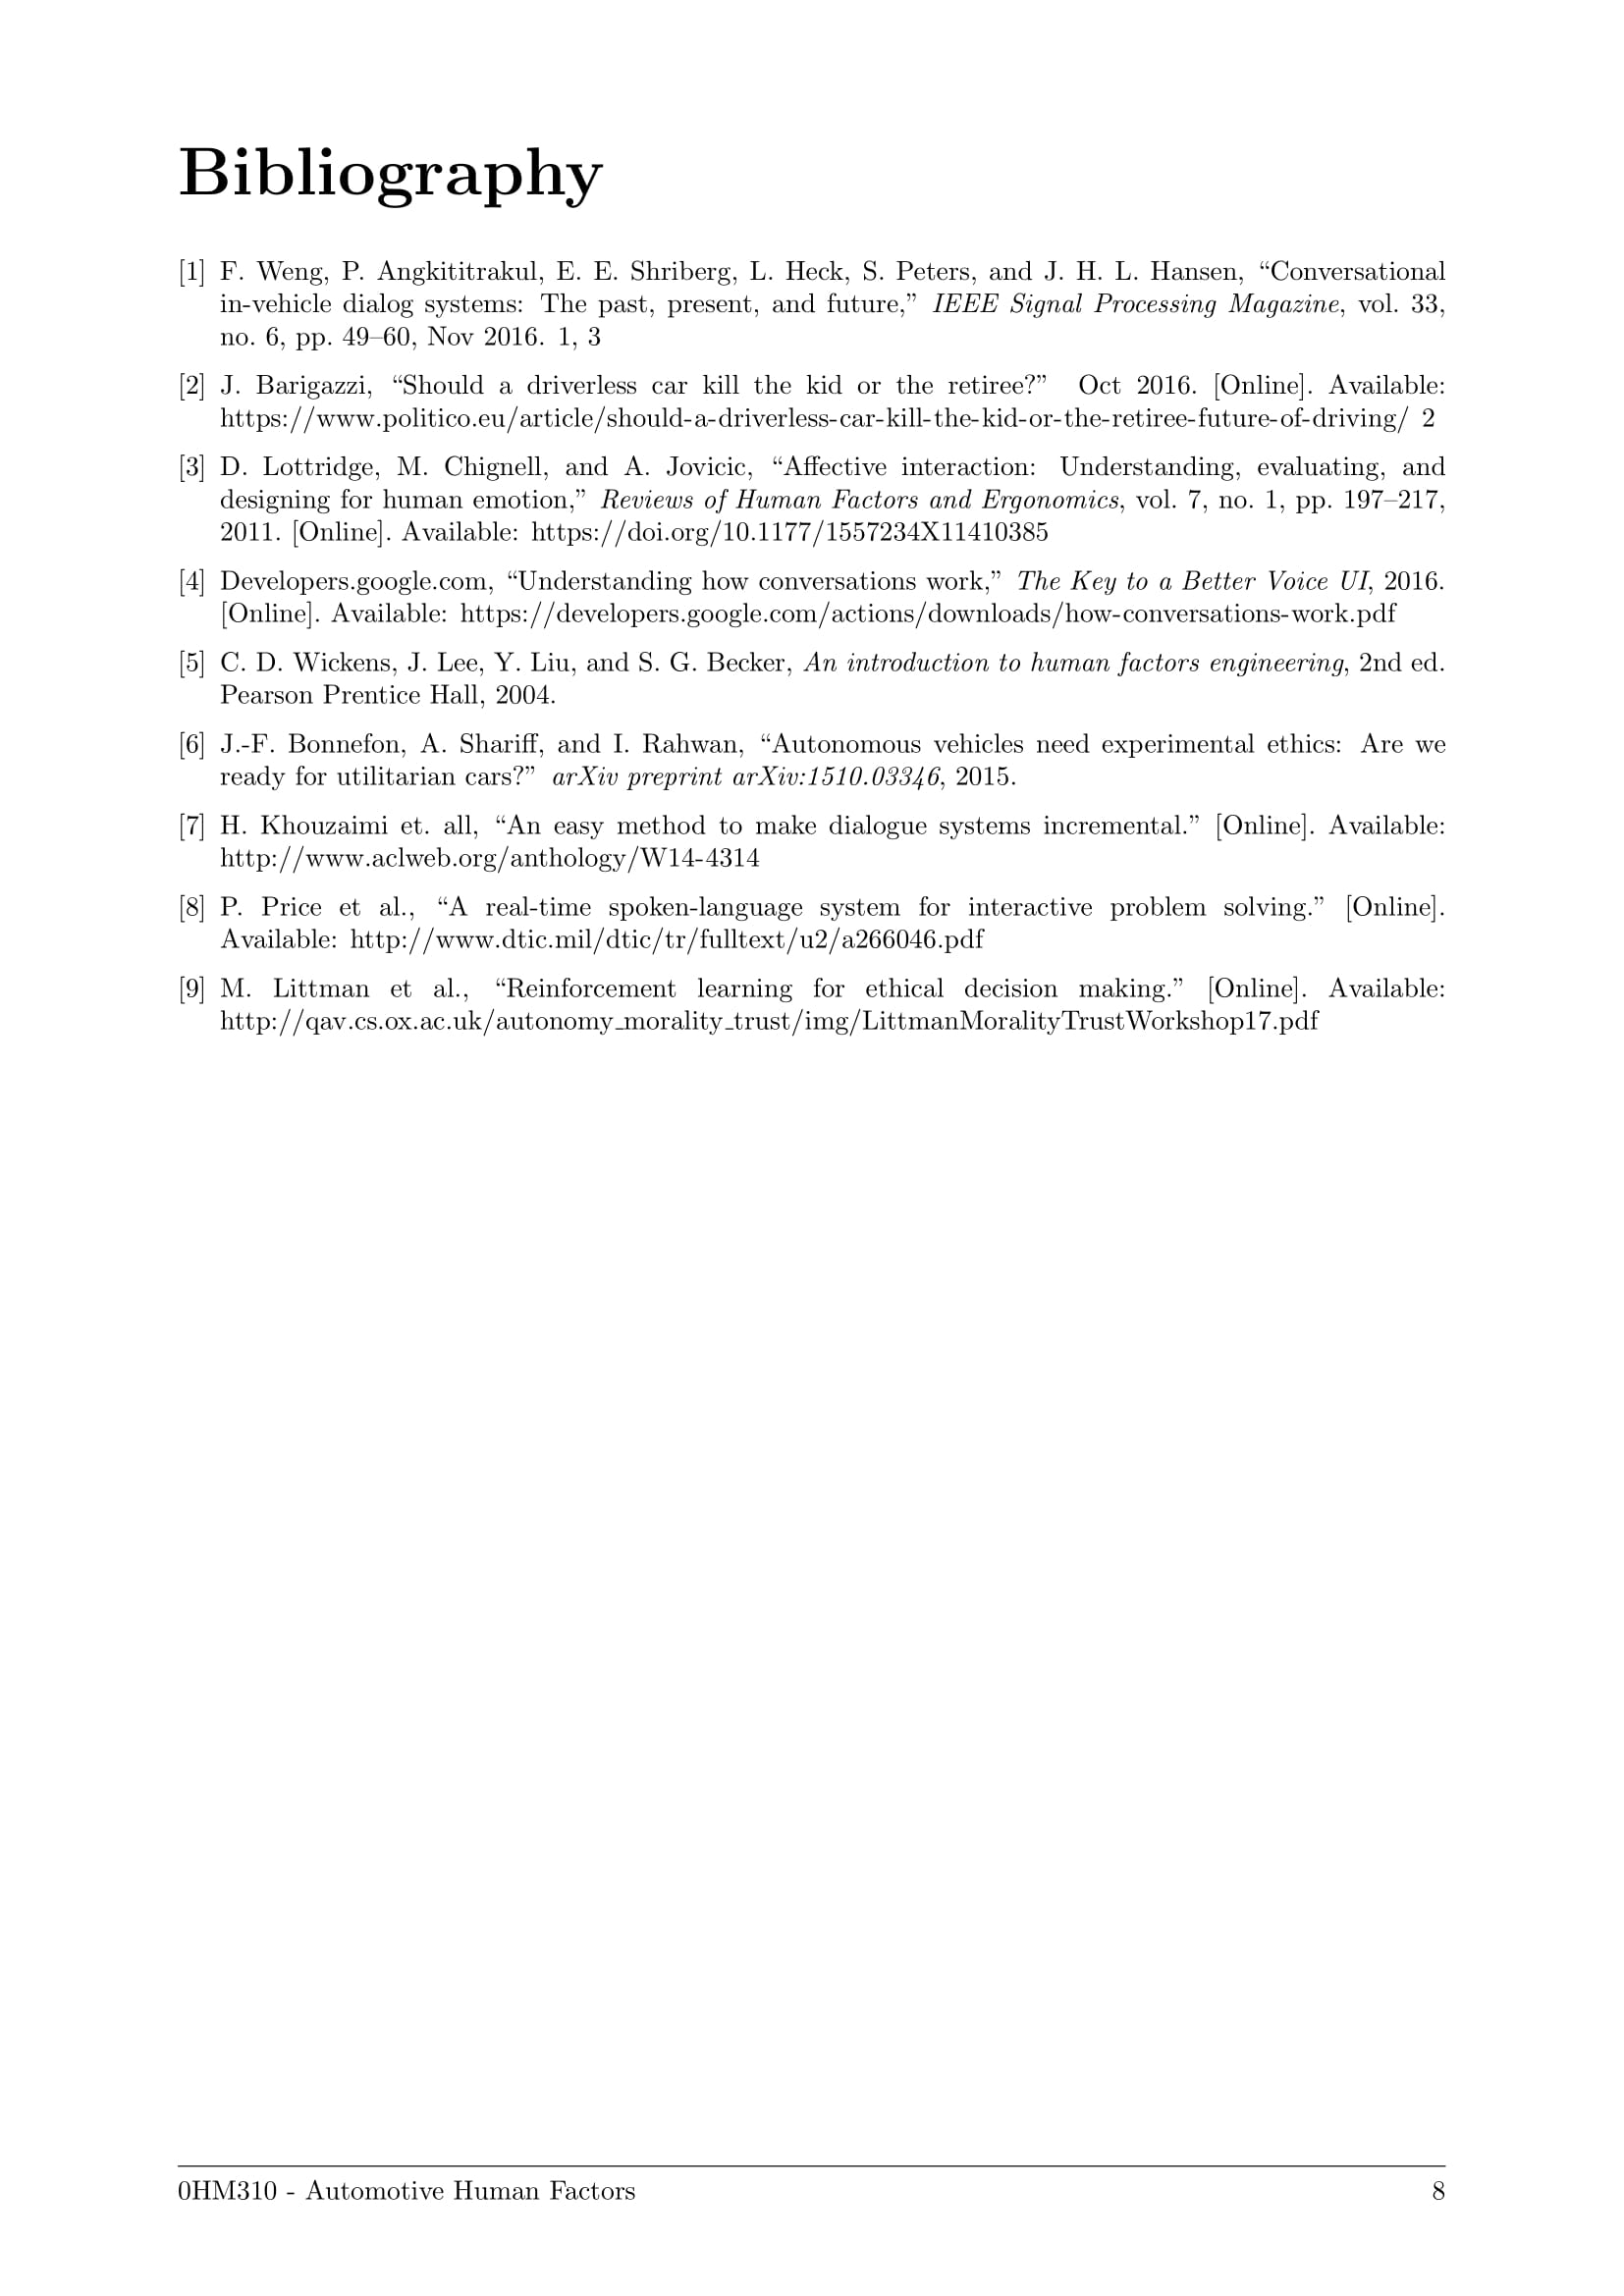 Bibliography
[1] F. Weng, P. Angkititrakul, E. E. Shriberg, L. Heck, S. Peters, and J. H. L. Hansen, “Conversational
in-vehicle dialog systems: The past, present, and future,” IEEE Signal Processing Magazine, vol. 33,
no. 6, pp. 49–60, Nov 2016. 1, 3
[2] J. Barigazzi, “Should a driverless car kill the kid or the retiree?” Oct 2016. [Online]. Available:
https://www.politico.eu/article/should-a-driverless-car-kill-the-kid-or-the-retiree-future-of-driving/ 2
[3] D. Lottridge, M. Chignell, and A. Jovicic, “Affective interaction: Understanding, evaluating, and
designing for human emotion,” Reviews of Human Factors and Ergonomics, vol. 7, no. 1, pp. 197–217,
2011. [Online]. Available: https://doi.org/10.1177/1557234X11410385
[4] Developers.google.com, “Understanding how conversations work,” The Key to a Better Voice UI, 2016.
[Online]. Available: https://developers.google.com/actions/downloads/how-conversations-work.pdf
[5] C. D. Wickens, J. Lee, Y. Liu, and S. G. Becker, An introduction to human factors engineering, 2nd ed.
Pearson Prentice Hall, 2004.
[6] J.-F. Bonnefon, A. Shariff, and I. Rahwan, “Autonomous vehicles need experimental ethics: Are we
ready for utilitarian cars?” arXiv preprint arXiv:1510.03346, 2015.
[7] H. Khouzaimi et. all, “An easy method to make dialogue systems incremental.” [Online]. Available:
http://www.aclweb.org/anthology/W14-4314
[8] P. Price et al., “A real-time spoken-language system for interactive problem solving.” [Online].
Available: http://www.dtic.mil/dtic/tr/fulltext/u2/a266046.pdf
[9] M. Littman et al., “Reinforcement learning for ethical decision making.” [Online]. Available:
http://qav.cs.ox.ac.uk/autonomy_morality_trust/img/LittmanMoralityTrustWorkshop17.pdf
0HM310 - Automotive Human Factors 8